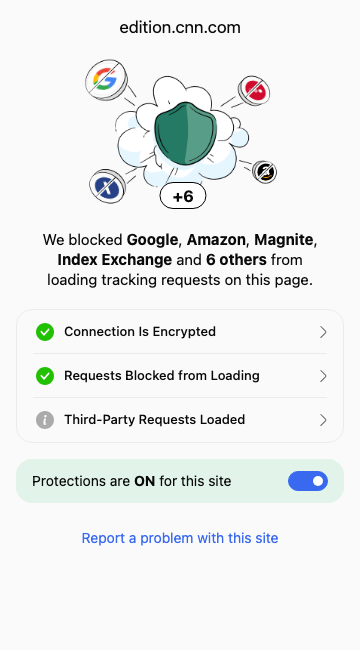 edition.cnn.com
+6
We blocked Google, Amazon, Magnite,
Index Exchange and 6 others from
loading tracking requests on this page.
Connection Is Encrypted
Requests Blocked from Loading
Third-Party Requests Loaded
Protections are ON for this site
Report a problem with this site